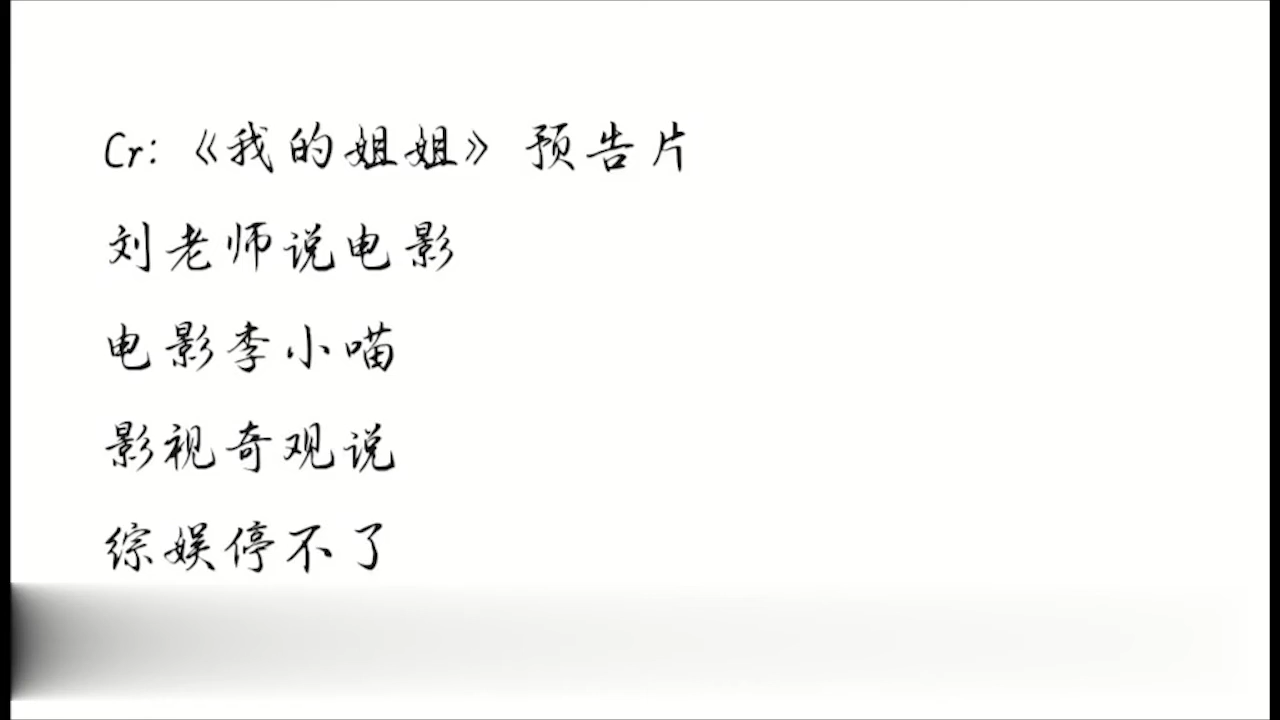 Cr:《我的姐姐》预告片
刘老师说电影
电影李小喵
影视奇观说
综娱停不了